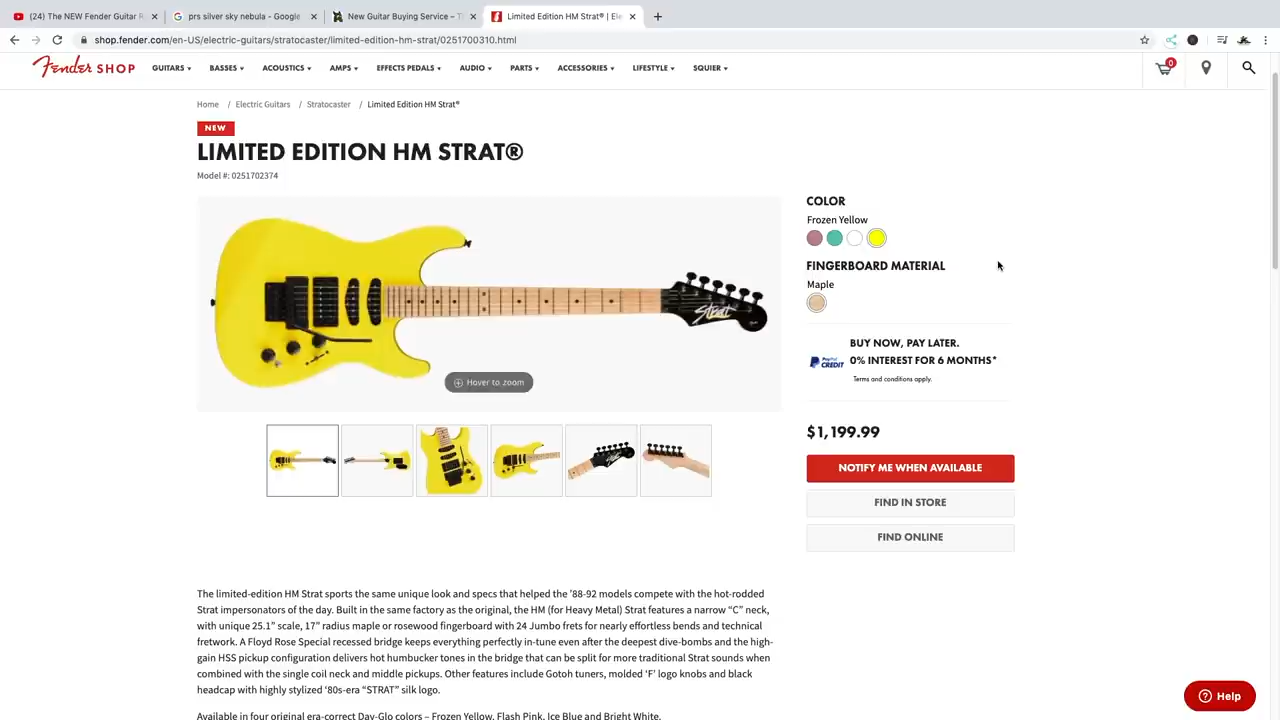 (24) The NEW Fender Guitar R
prs silver sky nebula - Google
New Guitar Buying Service – T
Limited Edition HM Strat® | Ele
shop.fender.com/en-US/electric-guitars/stratocaster/limited-edition-hm-strat/0251700310.html
Fender SHOP
GUITARS
BASSES
ACOUSTICS
AMPS
EFFECTS PEDALS
AUDIO
PARTS
ACCESSORIES
LIFESTYLE
SQUIER
0
Home / Electric Guitars / Stratocaster / Limited Edition HM Strat®
NEW
LIMITED EDITION HM STRAT®
Model #: 0251702374
Strat
Hover to zoom
COLOR
Frozen Yellow
FINGERBOARD MATERIAL
Maple
PayPal CREDIT
BUY NOW, PAY LATER.
0% INTEREST FOR 6 MONTHS*
Terms and conditions apply.
$1,199.99
NOTIFY ME WHEN AVAILABLE
FIND IN STORE
FIND ONLINE
The limited-edition HM Strat sports the same unique look and specs that helped the ’88-92 models compete with the hot-rodded
Strat impersonators of the day. Built in the same factory as the original, the HM (for Heavy Metal) Strat features a narrow “C” neck,
with unique 25.1” scale, 17” radius maple or rosewood fingerboard with 24 Jumbo frets for nearly effortless bends and technical
fretwork. A Floyd Rose Special recessed bridge keeps everything perfectly in-tune even after the deepest dive-bombs and the high-
gain HSS pickup configuration delivers hot humbucker tones in the bridge that can be split for more traditional Strat sounds when
combined with the single coil neck and middle pickups. Other features include Gotoh tuners, molded ‘F’ logo knobs and black
headcap with highly stylized ‘80s-era “STRAT” silk logo.
Available in four original era-correct Day-Glo colors – Frozen Yellow, Flash Pink, Ice Blue and Bright White.
Help